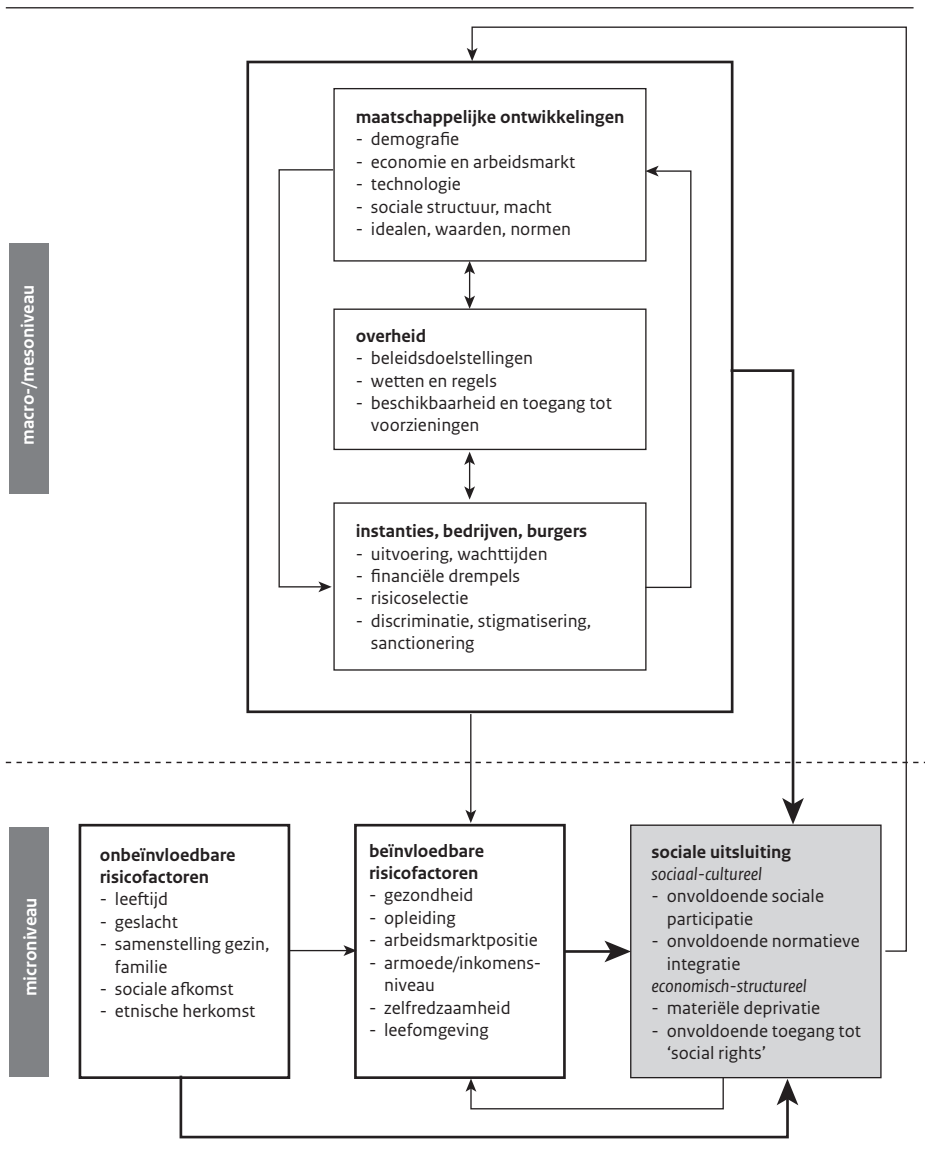 macro-/mesoniveau
maatschappelijke ontwikkelingen
- demografie
- economie en arbeidsmarkt
- technologie
- sociale structuur, macht
- idealen, waarden, normen
overheid
- beleidsdoelstellingen
- wetten en regels
- beschikbaarheid en toegang tot
voorzieningen
instanties, bedrijven, burgers
- uitvoering, wachttijden
- financiële drempels
- risicoselectie
- discriminatie, stigmatisering,
sanctionering
microniveau
onbeïnvloedbare
risicofactoren
- leeftijd
- geslacht
- samenstelling gezin,
familie
- sociale afkomst
- etnische herkomst
beïnvloedbare
risicofactoren
- gezondheid
- opleiding
- arbeidsmarktpositie
- armoede/inkomens-
niveau
- zelfredzaamheid
- leefomgeving
sociale uitsluiting
sociaal-cultureel
- onvoldoende sociale
participatie
- onvoldoende normatieve
integratie
economisch-structureel
- materiële deprivatie
- onvoldoende toegang tot
‘social rights’